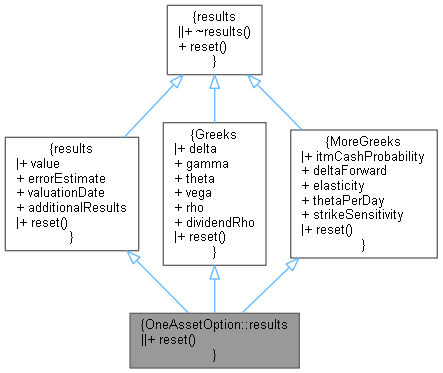 {results
||+ ~results()
+ reset()
}
{results
|+ value
+ errorEstimate
+ valuationDate
+ additionalResults
|+ reset()
}
{Greeks
|+ delta
+ gamma
+ theta
+ vega
+ rho
+ dividendRho
|+ reset()
}
{MoreGreeks
|+ itmCashProbability
+ deltaForward
+ elasticity
+ thetaPerDay
+ strikeSensitivity
|+ reset()
}
{OneAssetOption::results
||+ reset()
}